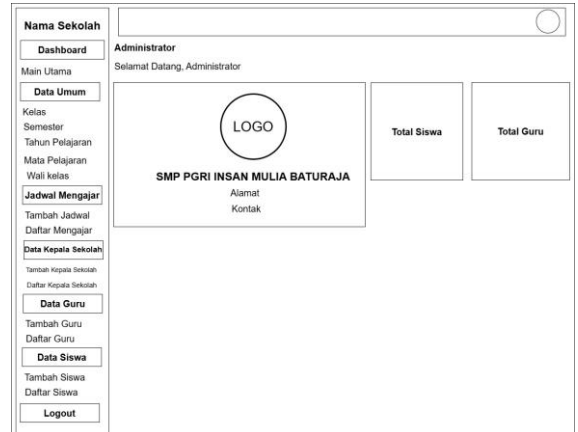 Nama Sekolah
Dashboard
Main Utama
Data Umum
Kelas
Semester
Tahun Pelajaran
Mata Pelajaran
Wali kelas
Jadwal Mengajar
Tambah Jadwal
Daftar Mengajar
Data Kepala Sekolah
Tambah Kepala Sekolah
Daftar Kepala Sekolah
Data Guru
Tambah Guru
Daftar Guru
Data Siswa
Tambah Siswa
Daftar Siswa
Logout
Administrator
Selamat Datang, Administrator
LOGO
SMP PGRI INSAN MULIA BATURAJA
Alamat
Kontak
Total Siswa
Total Guru